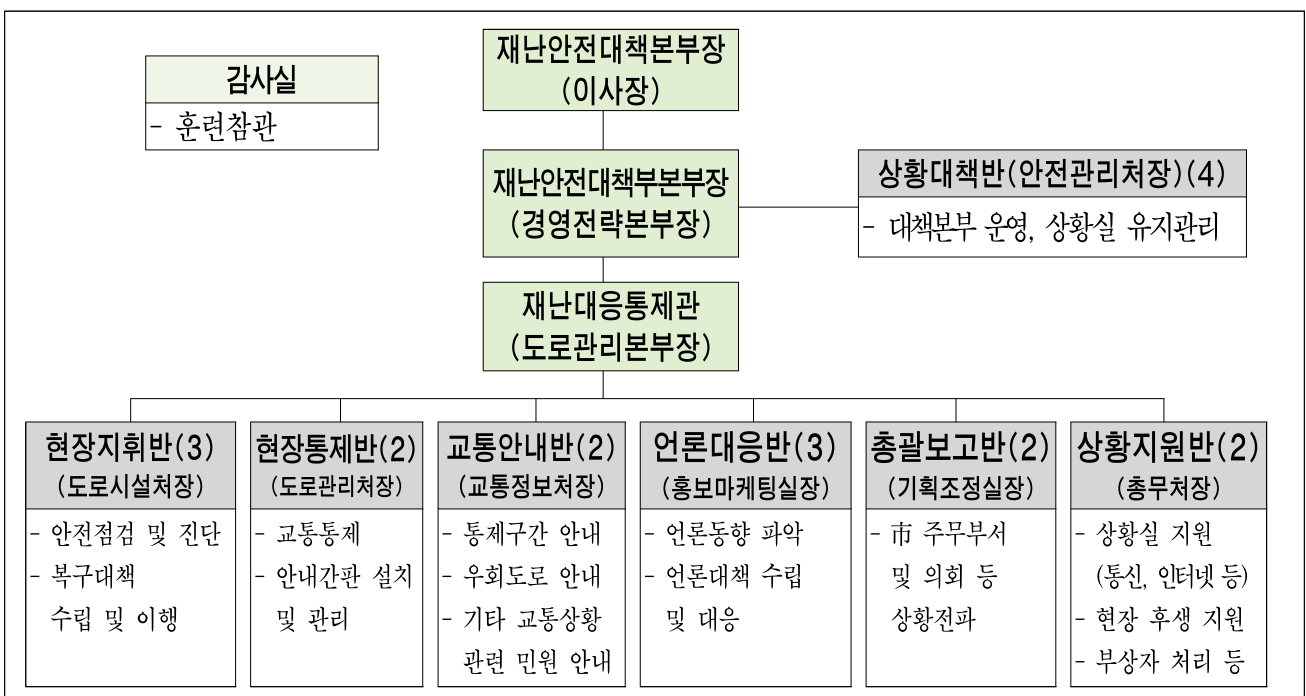 감사실
- 훈련참관
재난안전대책본부장
(이사장)
재난안전대책부본부장
(경영전략본부장)
상황대책반(안전관리처장)(4)
- 대책본부 운영, 상황실 유지관리
재난대응통제관
(도로관리본부장)
현장지휘반(3)
(도로시설처장)
- 안전점검 및 진단
- 복구대책
수립 및 이행
현장통제반(2)
(도로관리처장)
- 교통통제
- 안내간판 설치
및 관리
교통안내반(2)
(교통정보처장)
- 통제구간 안내
- 우회도로 안내
- 기타 교통상황
관련 민원 안내
언론대응반(3)
(홍보마케팅실장)
- 언론동향 파악
- 언론대책 수립
및 대응
총괄보고반(2)
(기획조정실장)
- 市 주무부서
및 의회 등
상황전파
상황지원반(2)
(총무처장)
- 상황실 지원
(통신, 인터넷 등)
- 현장 후생 지원
- 부상자 처리 등